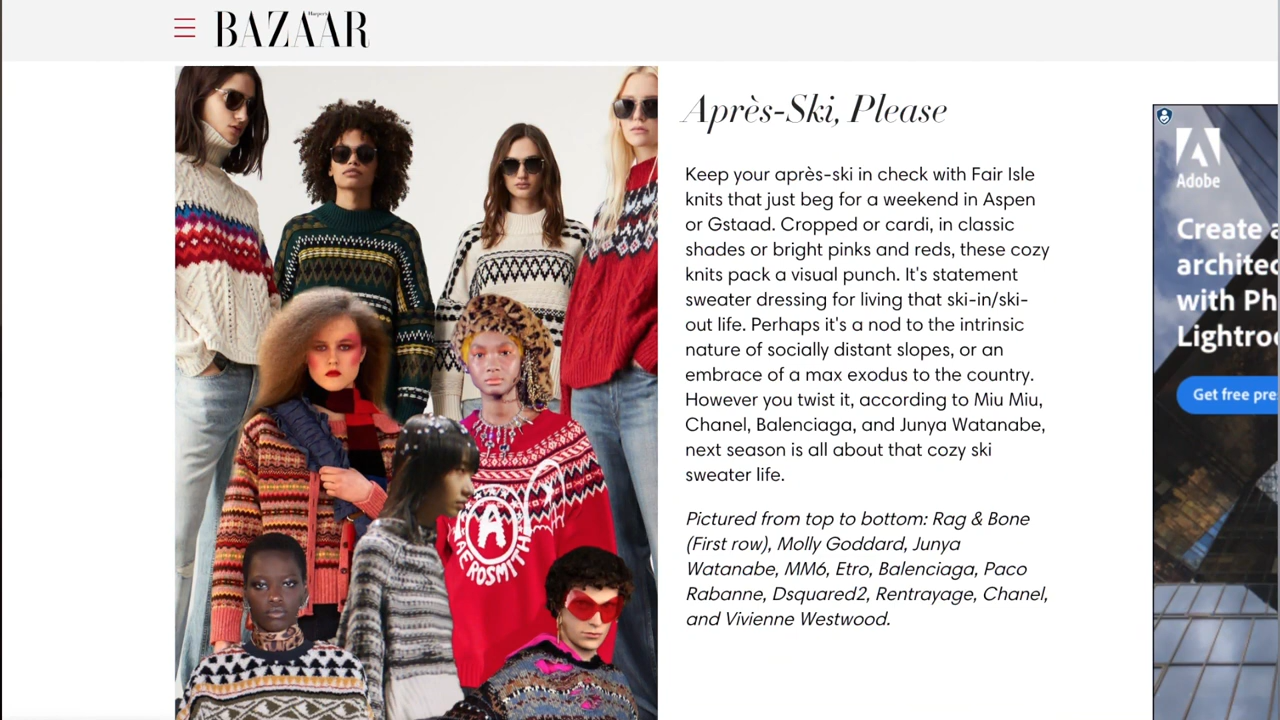 Harper's
BAZAAR
Après-Ski, Please
Keep your après-ski in check with Fair Isle
knits that just beg for a weekend in Aspen
or Gstaad. Cropped or cardi, in classic
shades or bright pinks and reds, these cozy
knits pack a visual punch. It's statement
sweater dressing for living that ski-in/ski-
out life. Perhaps it's a nod to the intrinsic
nature of socially distant slopes, or an
embrace of a max exodus to the country.
However you twist it, according to Miu Miu,
Chanel, Balenciaga, and Junya Watanabe,
next season is all about that cozy ski
sweater life.
Pictured from top to bottom: Rag & Bone
(First row), Molly Goddard, Junya
Watanabe, MM6, Etro, Balenciaga, Paco
Rabanne, Dsquared2, Rentrayage, Chanel,
and Vivienne Westwood.
A
AEROSMITH
Adobe
Create a
architec
with Ph
Lightro
Get free pre